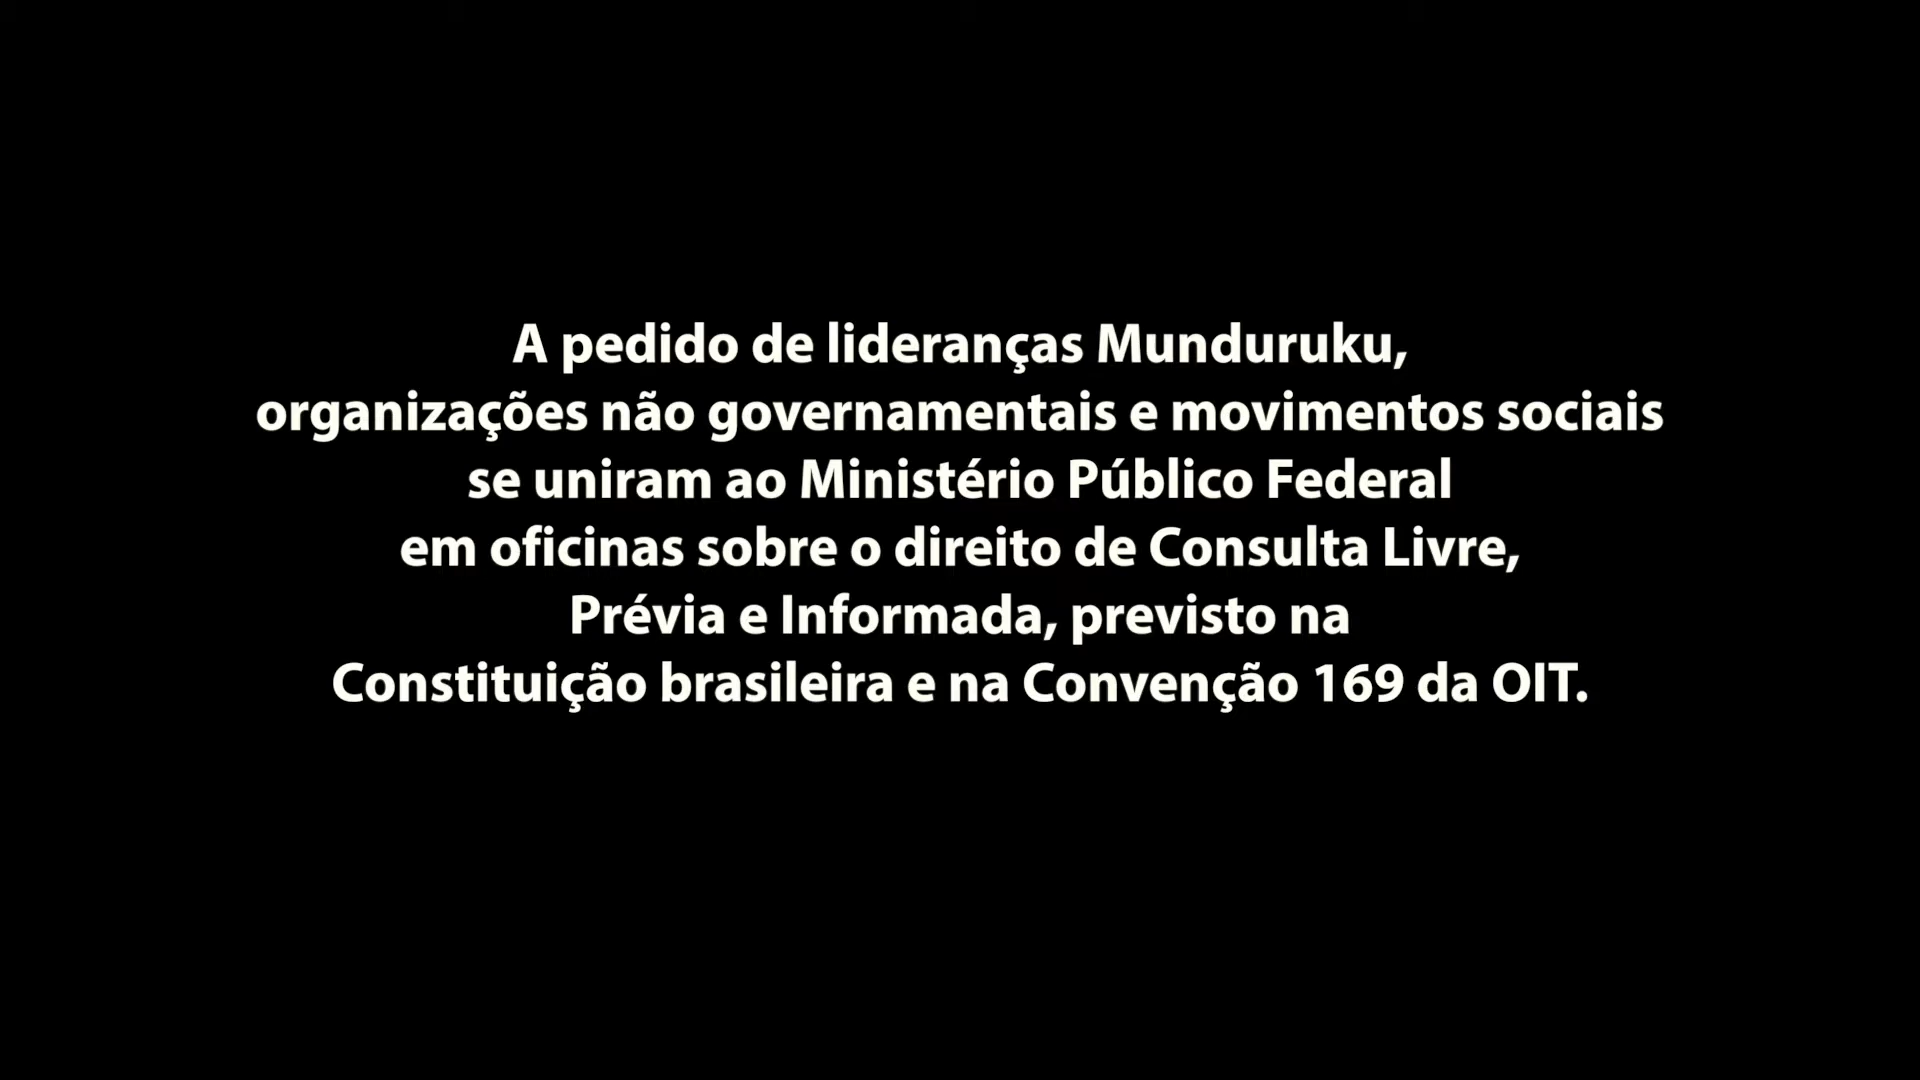 A pedido de lideranças Munduruku,
organizações não governamentais e movimentos sociais
se uniram ao Ministério Público Federal
em oficinas sobre o direito de Consulta Livre,
Prévia e Informada, previsto na
Constituição brasileira e na Convenção 169 da OIT.